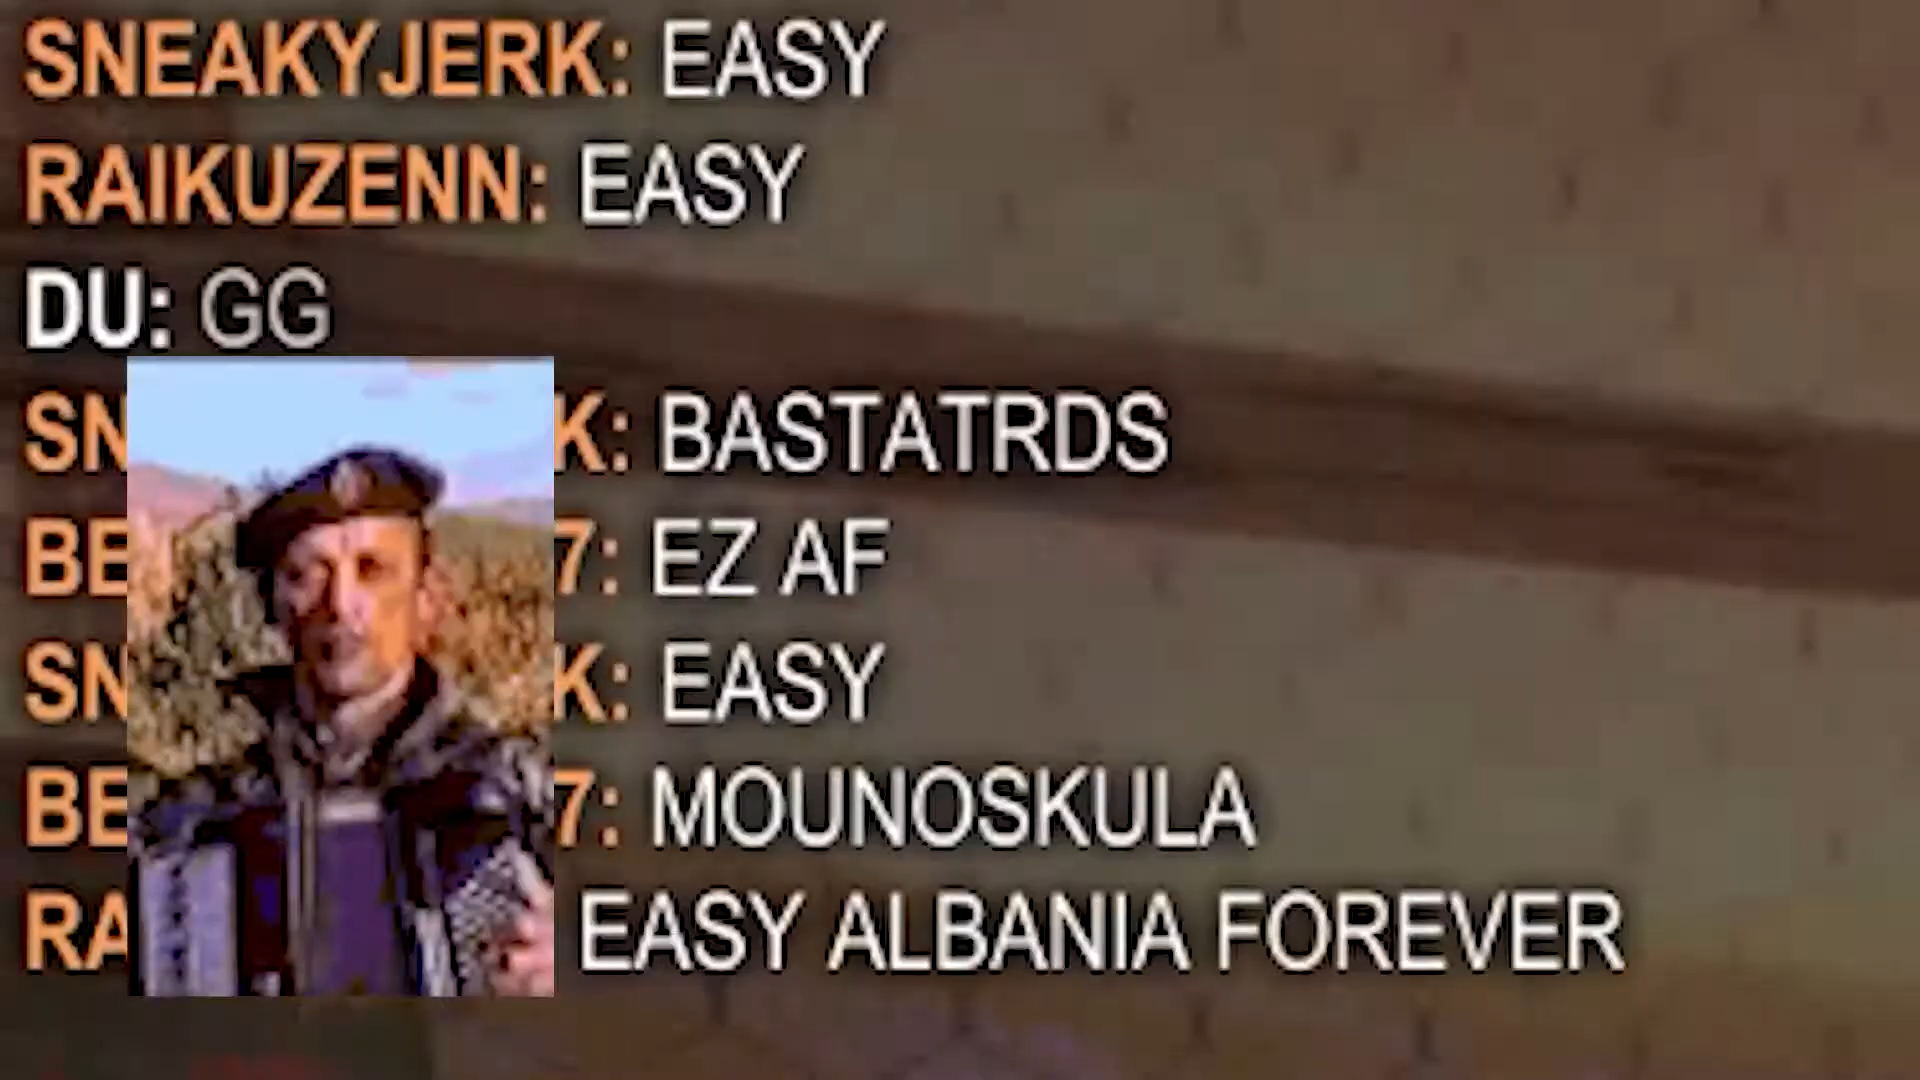 SNEAKYJERK: EASY
RAIKUZENN: EASY
DU: GG
SN K: BASTATRDS
BE 7: EZ AF
SN K: EASY
BE 7: MOUNOSKULA
RA EASY ALBANIA FOREVER